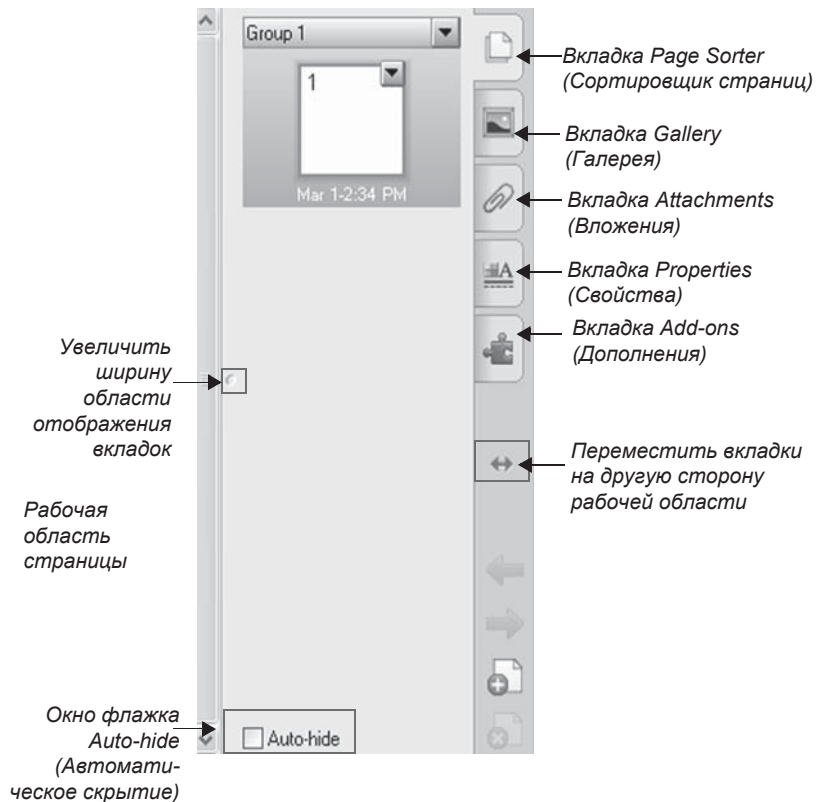 Group 1
1
Mar 1-2:34 PM
Вкладка Page Sorter
(Сортировщик страниц)
Вкладка Gallery
(Галерея)
Вкладка Attachments
(Вложения)
Вкладка Properties
(Свойства)
Вкладка Add-ons
(Дополнения)
Увеличить
ширину
области
отображения
вкладок
Переместить вкладки
на другую сторону
рабочей области
Рабочая
область
страницы
Окно флажка
Auto-hide
(Автомати-
ческое скрытие)
Auto-hide